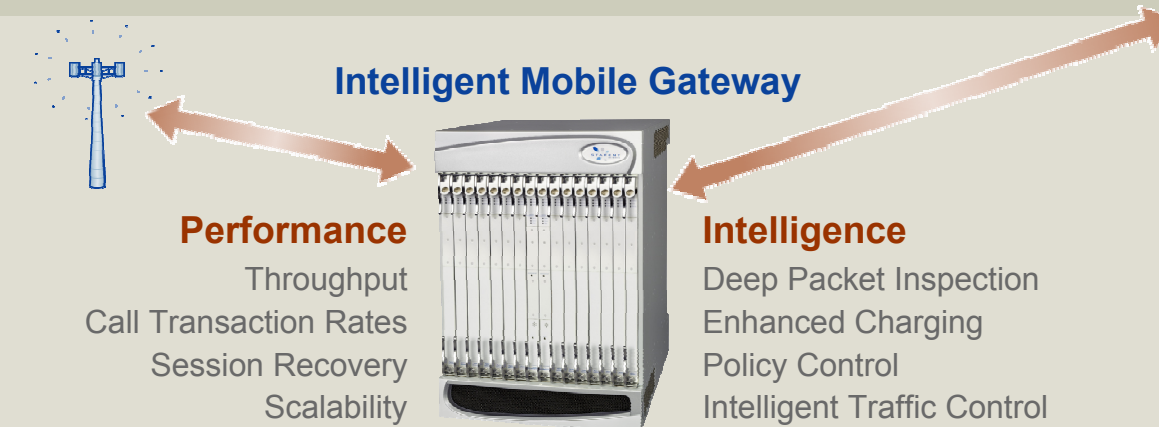 Intelligent Mobile Gateway
STARENT
Performance
Throughput
Call Transaction Rates
Session Recovery
Scalability
Intelligence
Deep Packet Inspection
Enhanced Charging
Policy Control
Intelligent Traffic Control